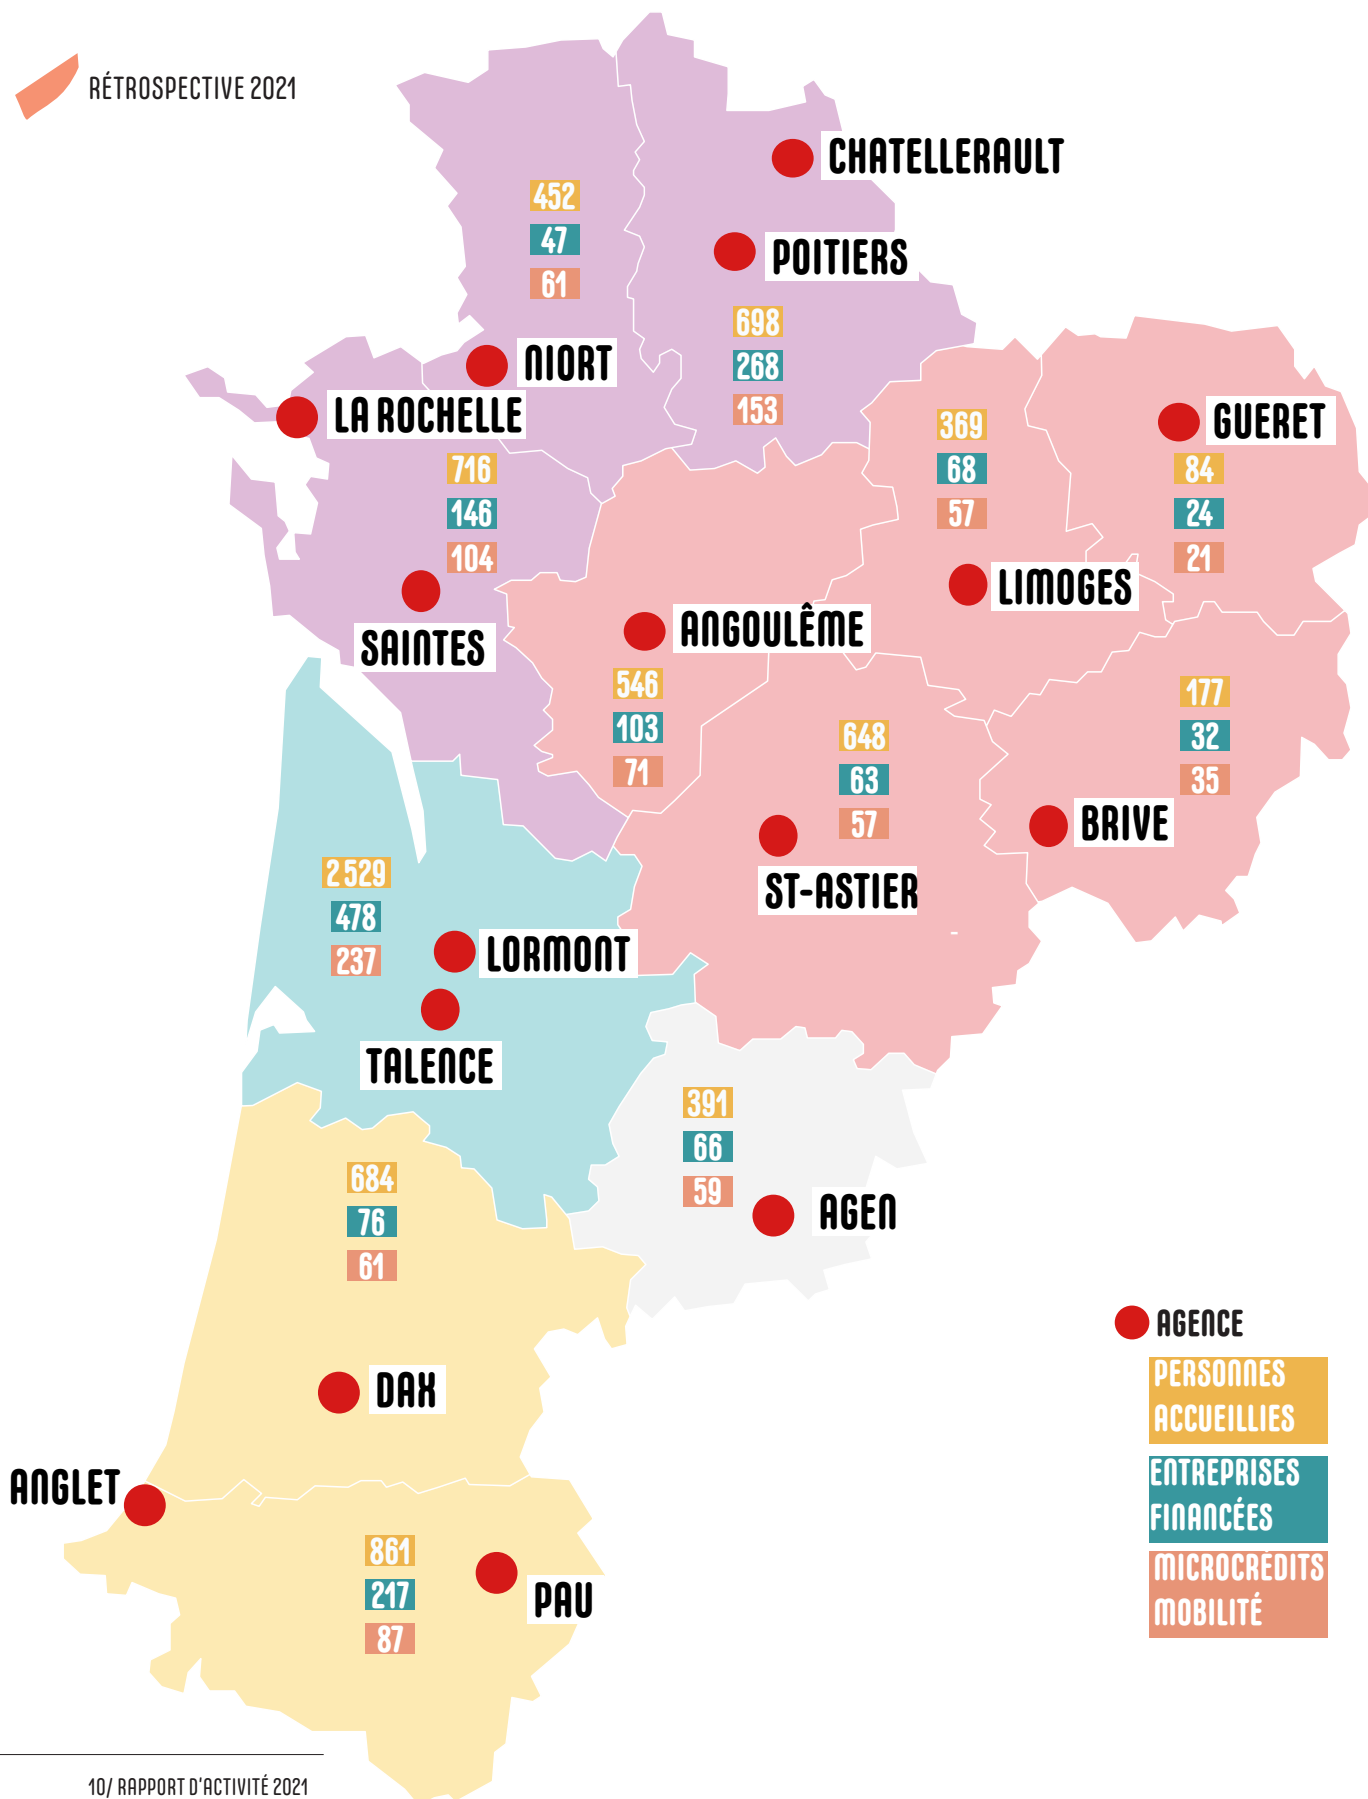 RÉTROSPECTIVE 2021
CHATELLERAULT
452
47
61
POITIERS
698
268
153
NIORT
LA ROCHELLE
716
146
104
SAINTES
369
68
57
LIMOGES
GUERET
84
24
21
ANGOULÊME
546
103
71
648
63
57
ST-ASTIER
177
32
35
BRIVE
2 529
478
237
LORMONT
TALENCE
391
66
59
AGEN
684
76
61
DAX
ANGLET
861
217
87
PAU
AGENCE
PERSONNES
ACCUEILLIES
ENTREPRISES
FINANCÉES
MICROCRÉDITS
MOBILITÉ
10/ RAPPORT D'ACTIVITÉ 2021